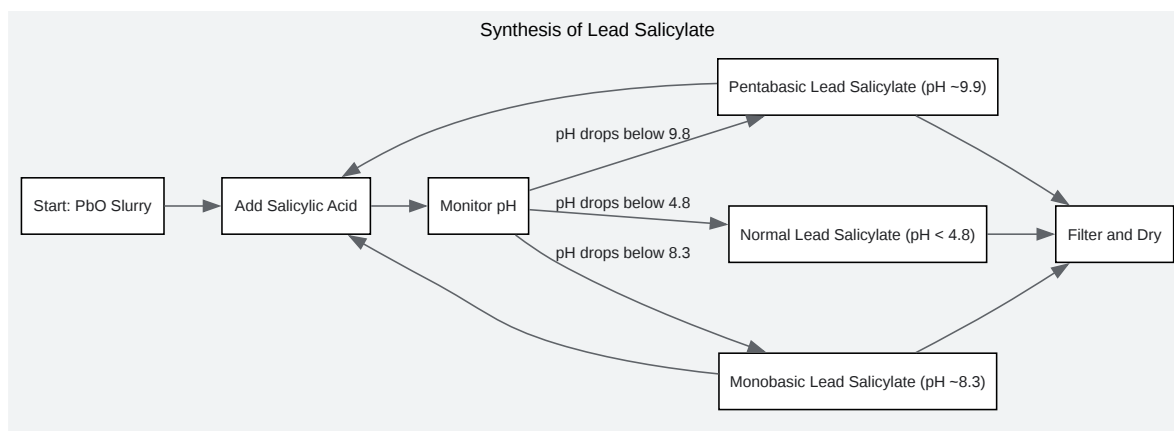 Synthesis of Lead Salicylate
Pentabasic Lead Salicylate (pH ~9.9)
pH drops below 9.8
Start: PbO Slurry
Add Salicylic Acid
Monitor pH
pH drops below 4.8
Normal Lead Salicylate (pH < 4.8)
Filter and Dry
pH drops below 8.3
Monobasic Lead Salicylate (pH ~8.3)